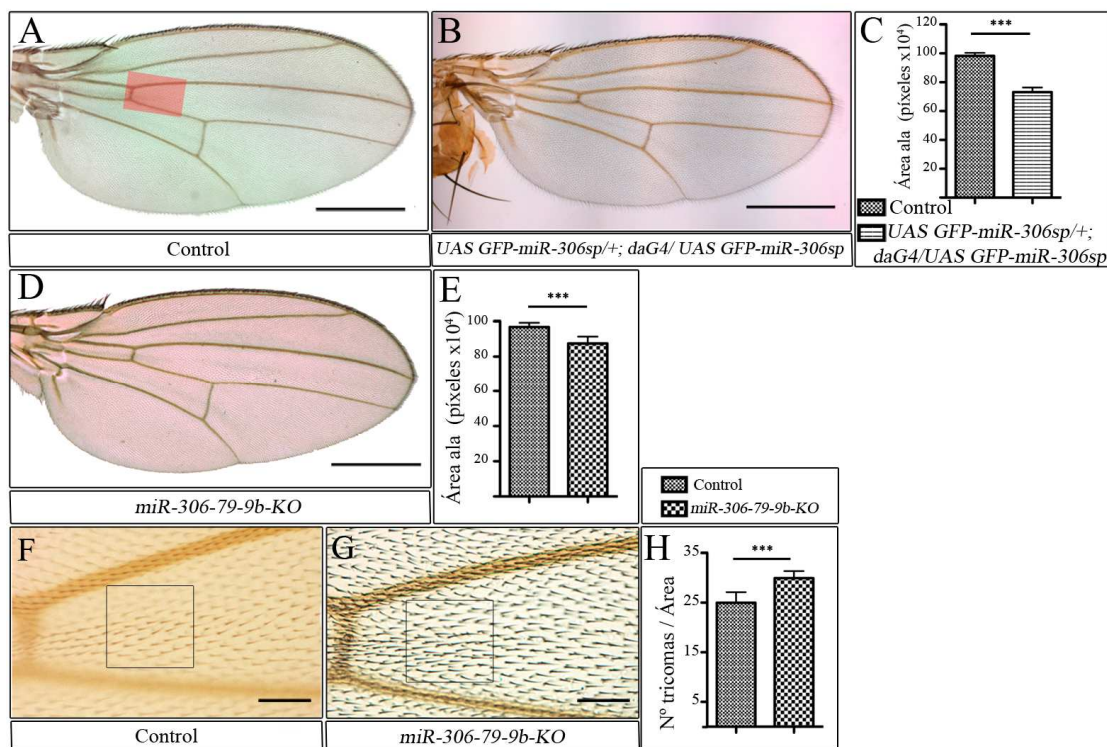 A
Control
B
UAS GFP-miR-306sp/+; daG4/ UAS GFP-miR-306sp
C
Área ala (píxeles x10⁴)
120
100
80
60
40
20
***
Control
UAS GFP-miR-306sp/+;
daG4/UAS GFP-miR-306sp
D
miR-306-79-9b-KO
E
Área ala (píxeles x10⁴)
100
80
60
40
20
***
Control
miR-306-79-9b-KO
F
Control
G
miR-306-79-9b-KO
H
Nº tricomas / Área
35
25
15
5
***